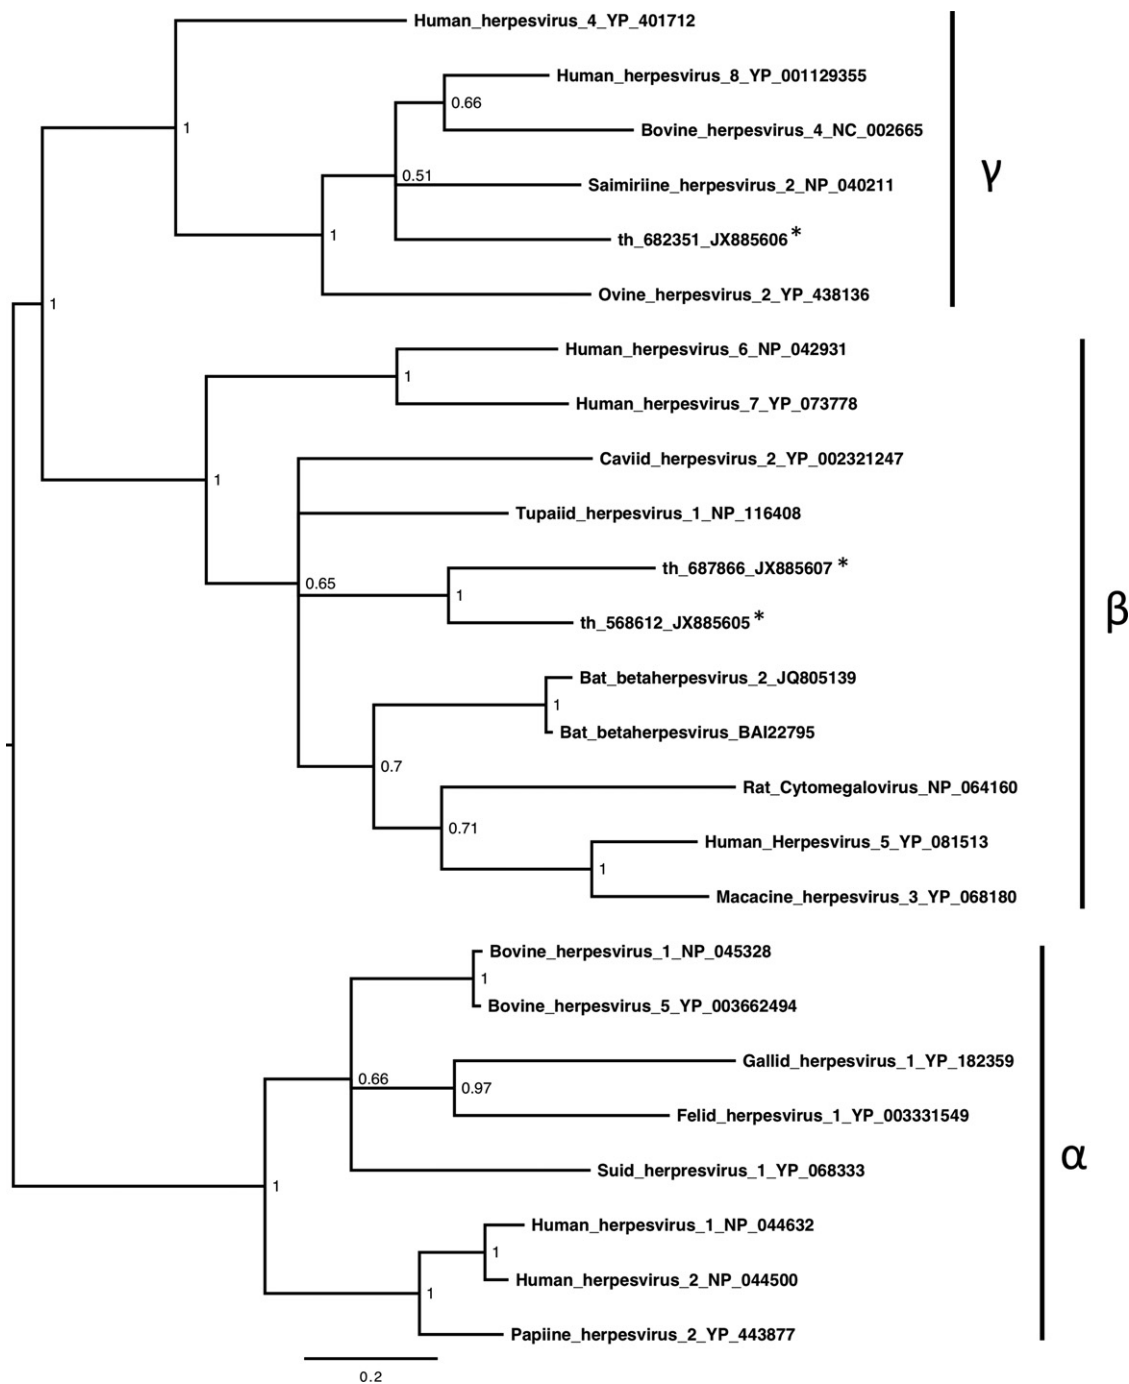 Human_herpesvirus_4_YP_401712
Human_herpesvirus_8_YP_001129355
0.66
Bovine_herpesvirus_4_NC_002665
1
γ
0.51
Saimiriine_herpesvirus_2_NP_040211
1
th_682351_JX885606*
Ovine_herpesvirus_2_YP_438136
1
Human_herpesvirus_6_NP_042931
1
Human_herpesvirus_7_YP_073778
Caviid_herpesvirus_2_YP_002321247
1
Tupaiid_herpesvirus_1_NP_116408
th_687866_JX885607 *
0.65
1
β
th_568612_JX885605*
Bat_betaherpesvirus_2_JQ805139
1
Bat_betaherpesvirus_BAI22795
0.7
Rat_Cytomegalovirus_NP_064160
0.71
Human_Herpesvirus_5_YP_081513
1
Macacine_herpesvirus_3_YP_068180
Bovine_herpesvirus_1_NP_045328
1
Bovine_herpesvirus_5_YP_003662494
Gallid_herpesvirus_1_YP_182359
0.66
0.97
Felid_herpesvirus_1_YP_003331549
α
Suid_herpresvirus_1_YP_068333
1
Human_herpesvirus_1_NP_044632
1
Human_herpesvirus_2_NP_044500
1
Papiine_herpesvirus_2_YP_443877
0.2